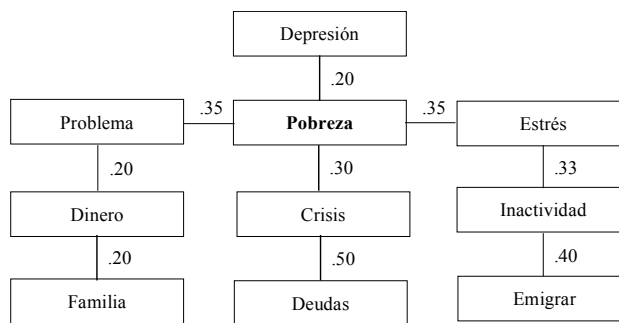 Depresión
.20
.35
.35
Problema
Pobreza
Estrés
.20
.30
.33
Dinero
Crisis
Inactividad
.20
.50
.40
Familia
Deudas
Emigrar